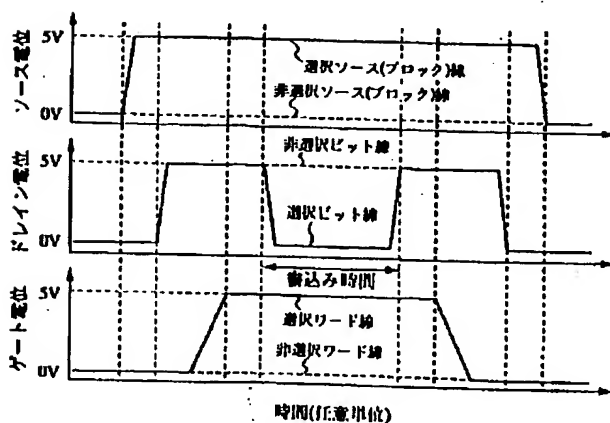 ソース電位
5V
0V
選択ソース(ブロック)線
非選択ソース(ブロック)線
ドレイン電位
5V
0V
非選択ビット線
選択ビット線
書込み時間
ゲート電位
5V
0V
選択ワード線
非選択ワード線
時間(任意単位)